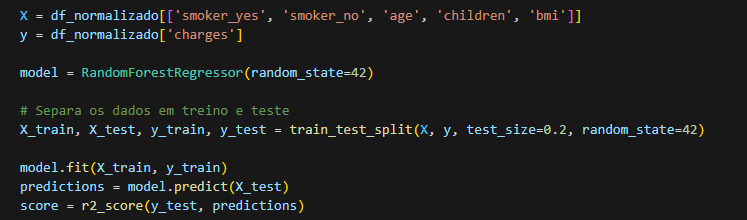 X = df_normalizado[['smoker_yes', 'smoker_no', 'age', 'children', 'bmi']]
y = df_normalizado['charges']
model = RandomForestRegressor(random_state=42)
# Separa os dados em treino e teste
X_train, X_test, y_train, y_test = train_test_split(X, y, test_size=0.2, random_state=42)
model.fit(X_train, y_train)
predictions = model.predict(X_test)
score = r2_score(y_test, predictions)